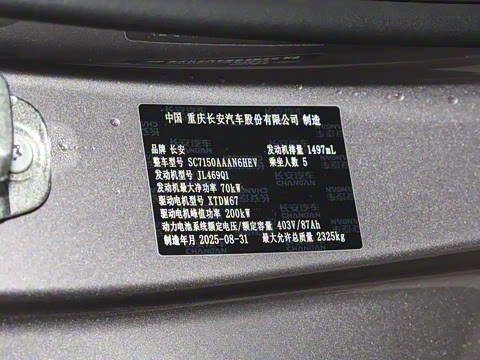 中国 重庆长安汽车股份有限公司 制造
品牌 长安 发动机排量 1497mL
整车型号 SC7150AAAN6HEV 乘坐人数 5
发动机型号 JL469Q1
发动机最大净功率 70kW
驱动电机型号 XTDM67
驱动电机峰值功率 200kW
动力电池系统额定电压/额定容量 403V/87Ah
制造年月 2025-08-31 最大允许总质量 2325kg